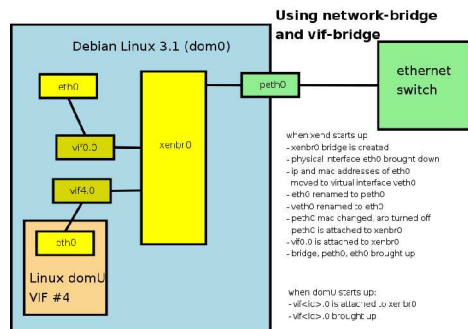 Using network-bridge
and vif-bridge
Debian Linux 3.1 (dom0)
eth0
vif0.0
vif4.0
eth0
Linux domU
VIF #4
xenbr0
peth0
ethernet
switch
when xend starts up
- xenbr0 bridge is created
- physical interface eth0 brought down
- ip and mac addresses of eth0
moved to virtual interface veth0
- eth0 renamed to peth0
- veth0 renamed to eth0
- peth0 mac changed, arp turned off
peth0 is attached to xenbr0
- vif0.0 is attached to xenbr0
- bridge, peth0, eth0 brought up
when domU starts up:
- vif<id>.0 is attached to xenbr0
- vif<id>.0 brought up